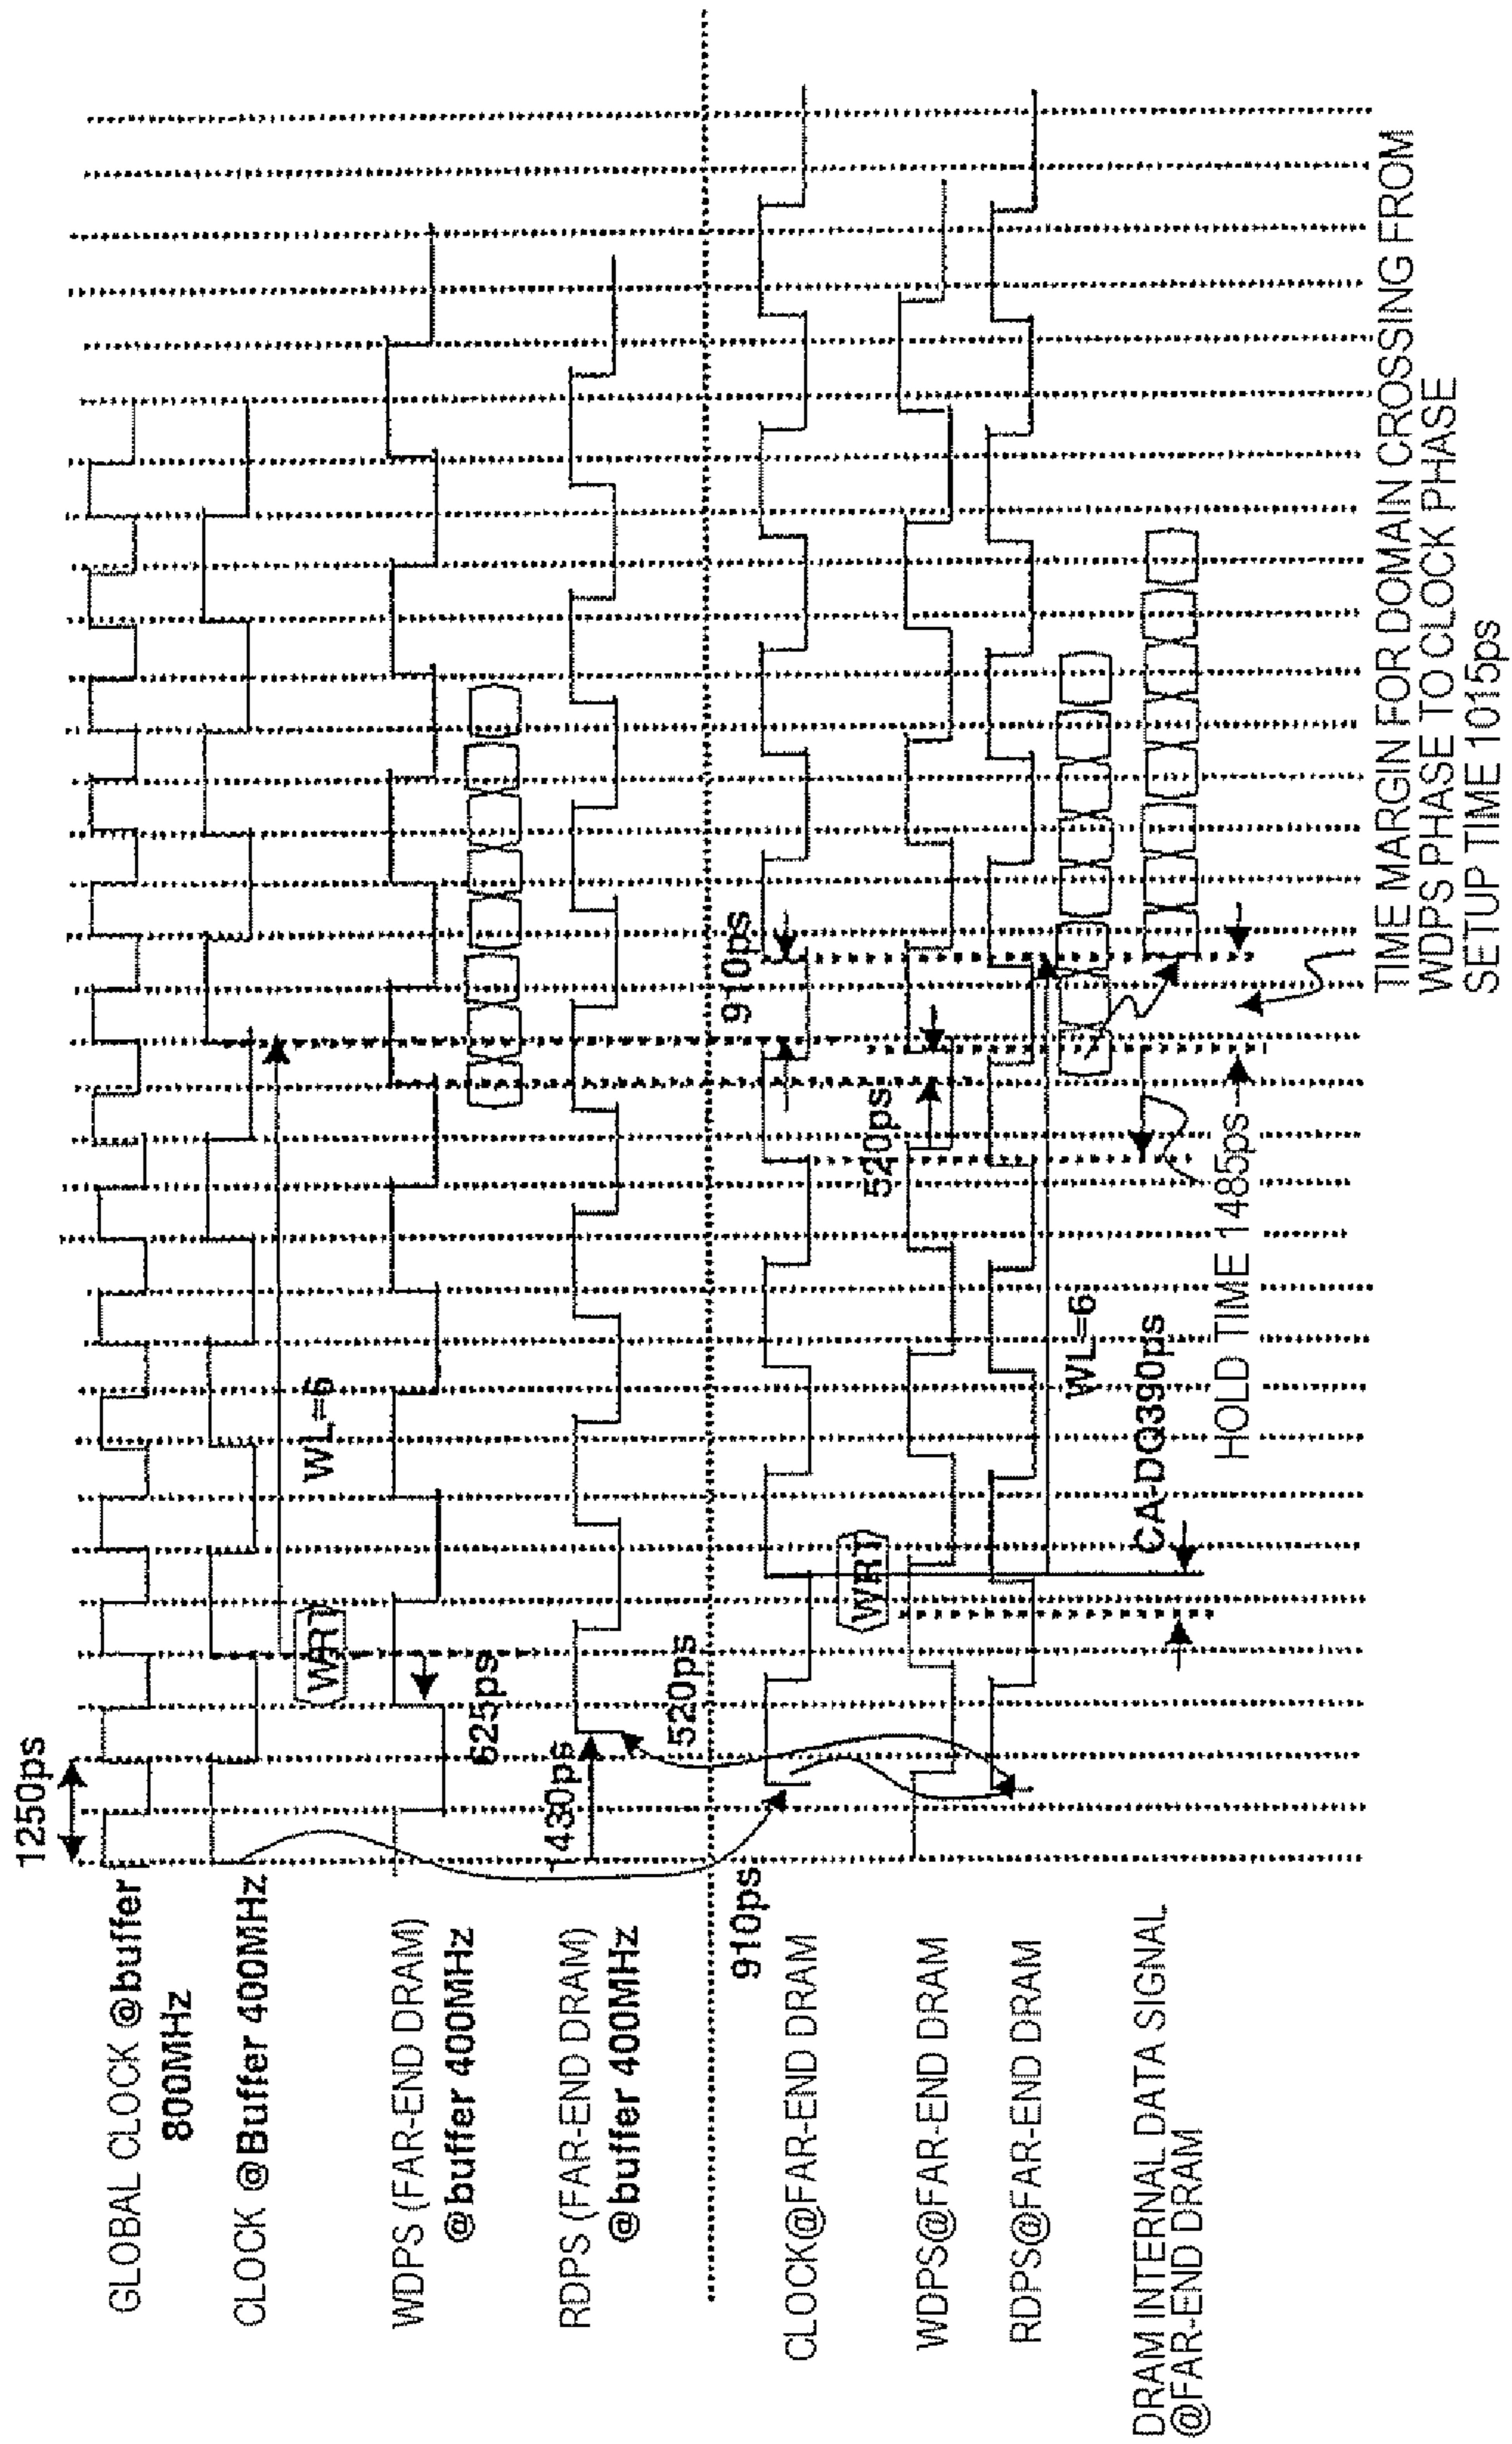 1250ps
GLOBAL CLOCK @buffer
800MHz
CLOCK @Buffer 400MHz
WRT
WL=6
WDPS (FAR-END DRAM)
@buffer 400MHz
625ps
RDPS (FAR-END DRAM)
@buffer 400MHz
1430ps
520ps
910ps
910ps
CLOCK@FAR-END DRAM
WRT
520ps
WDPS@FAR-END DRAM
RDPS@FAR-END DRAM
WL=6
DRAM INTERNAL DATA SIGNAL
@FAR-END DRAM
CA-DQ390ps
HOLD TIME 1485ps
TIME MARGIN FOR DOMAIN CROSSING FROM
WDPS PHASE TO CLOCK PHASE
SETUP TIME 1015ps